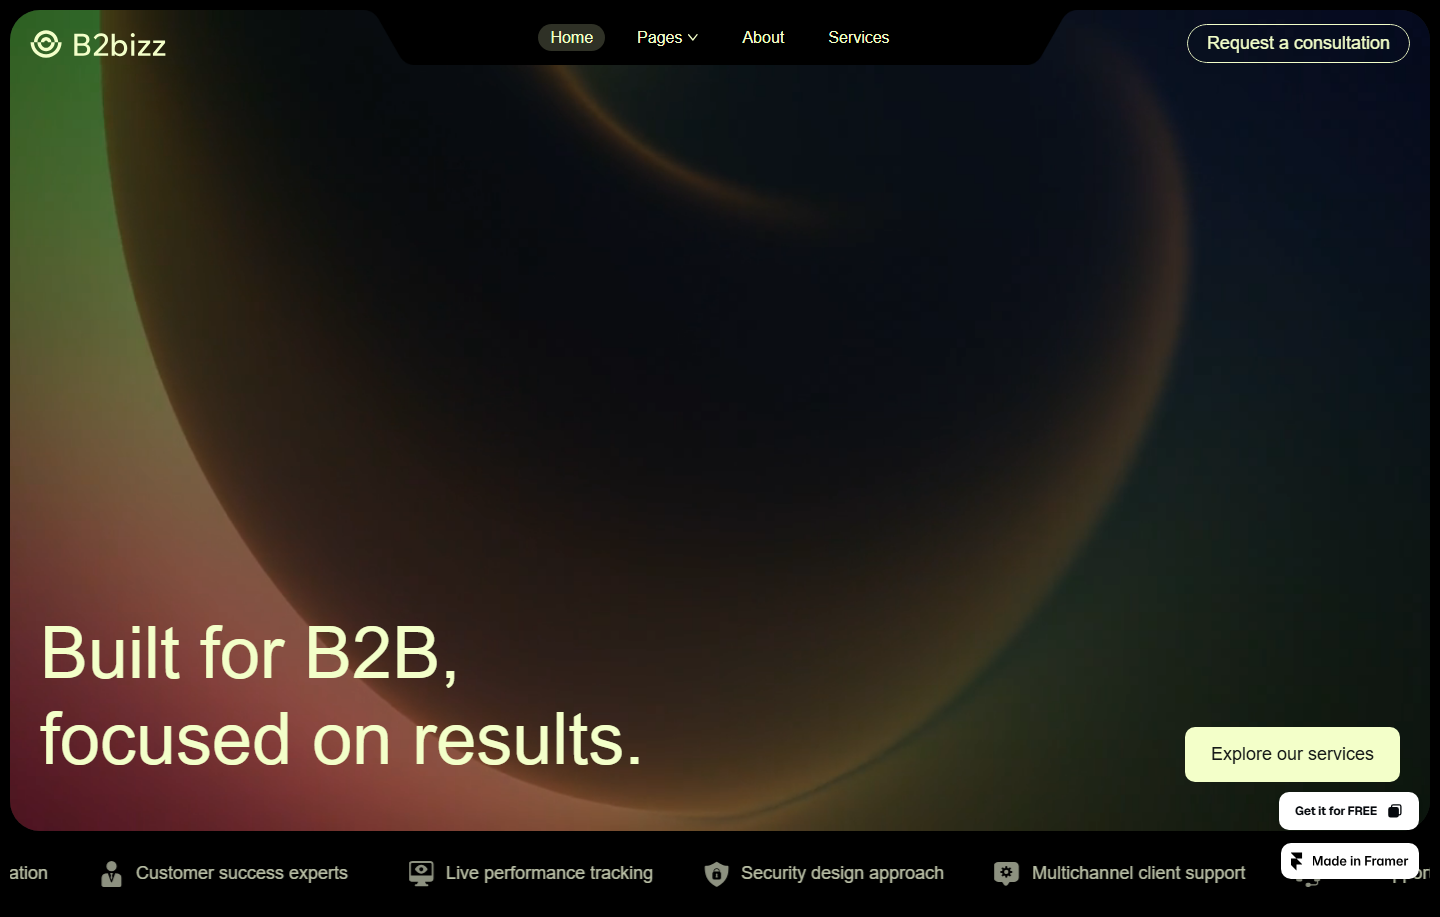 B2bizz
Home
Pages
About
Services
Request a consultation
Built for B2B,
focused on results.
Explore our services
Get it for FREE
Made in Framer
ation
Customer success experts
Live performance tracking
Security design approach
Multichannel client support